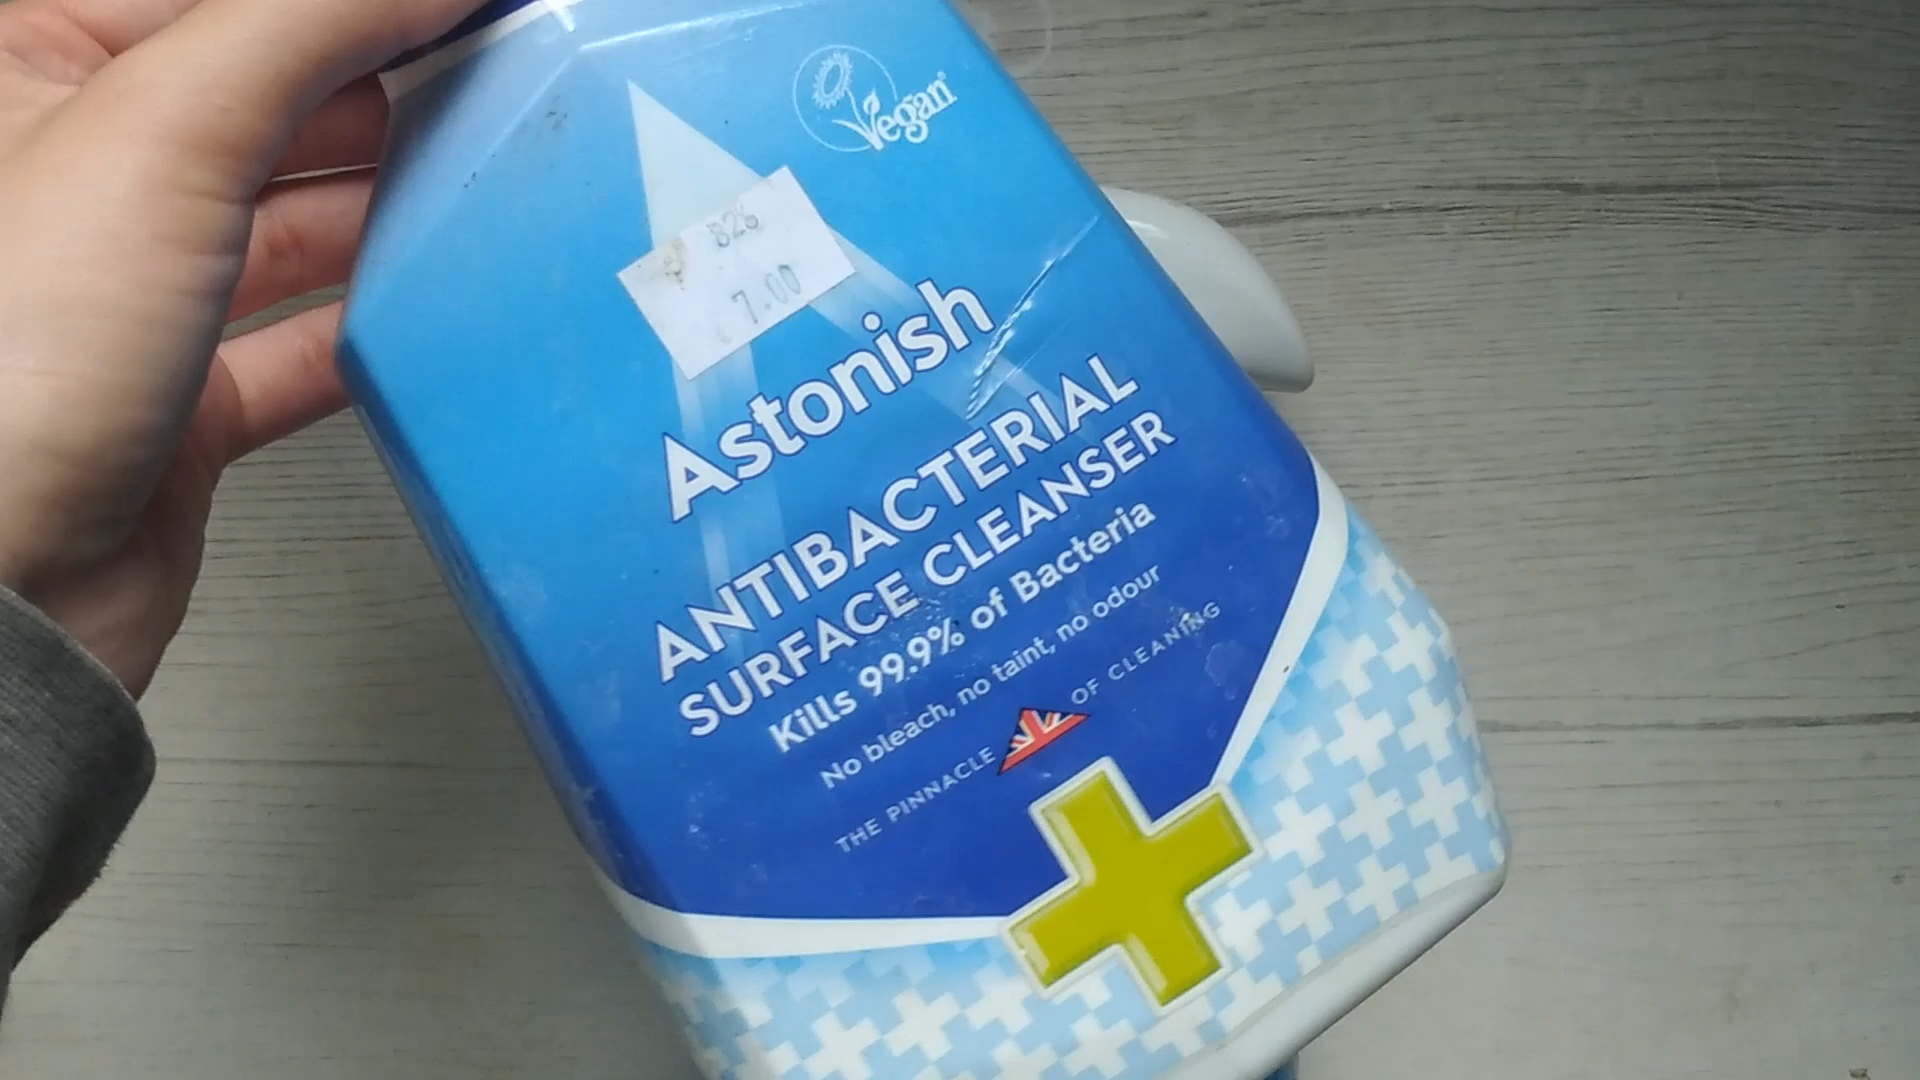 Vegan
828
7.00
Astonish
ANTIBACTERIAL
SURFACE CLEANSER
Kills 99.9% of Bacteria
No bleach, no taint, no odour
THE PINNACLE OF CLEANING